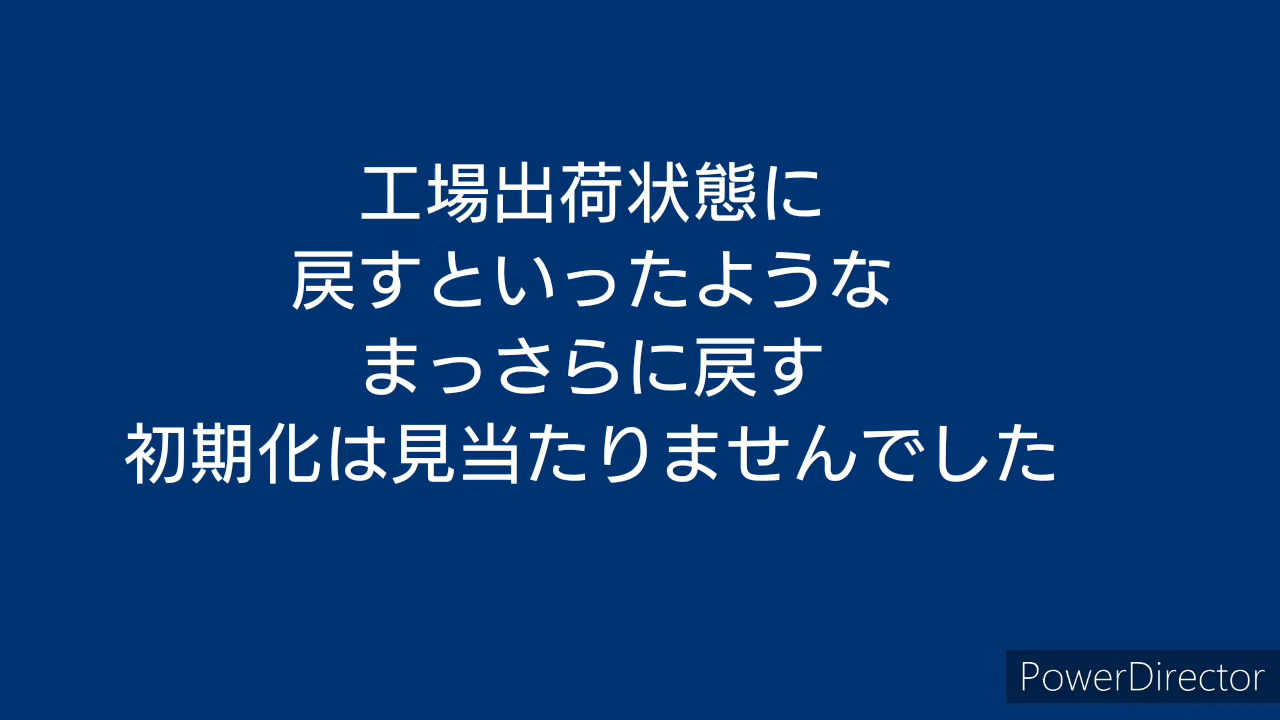 工場出荷状態に
戻すといったような
まっさらに戻す
初期化は見当たりませんでした
PowerDirector